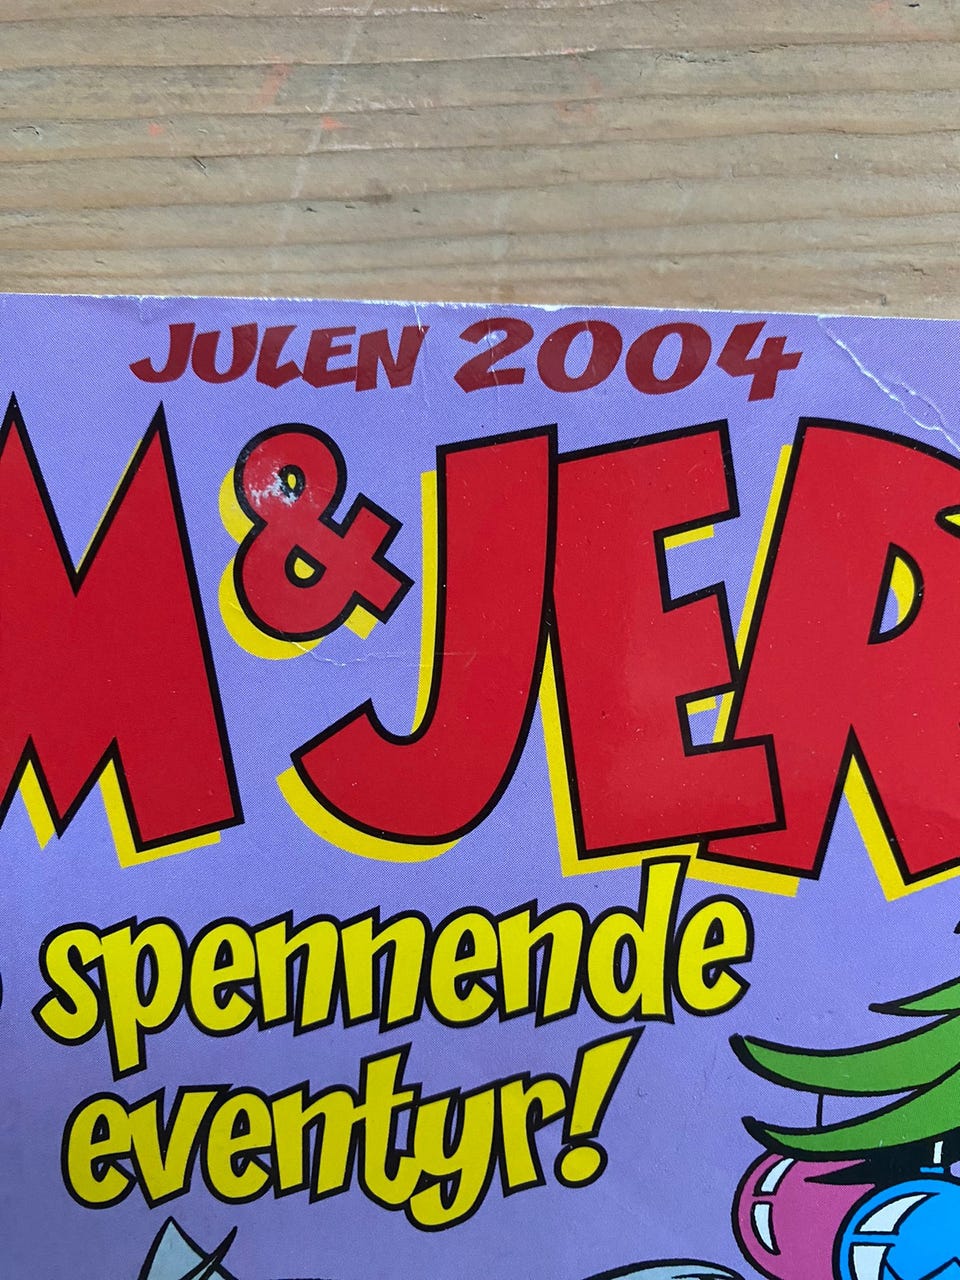 JULEN 2004
M & JER
spennende
eventyr!